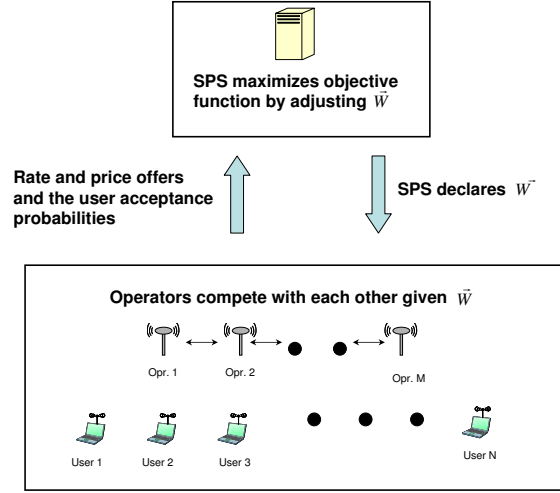 SPS maximizes objective
function by adjusting W⃗
Rate and price offers
and the user acceptance
probabilities
SPS declares W⃗
Operators compete with each other given W⃗
Opr. 1
Opr. 2
Opr. M
User 1
User 2
User 3
User N